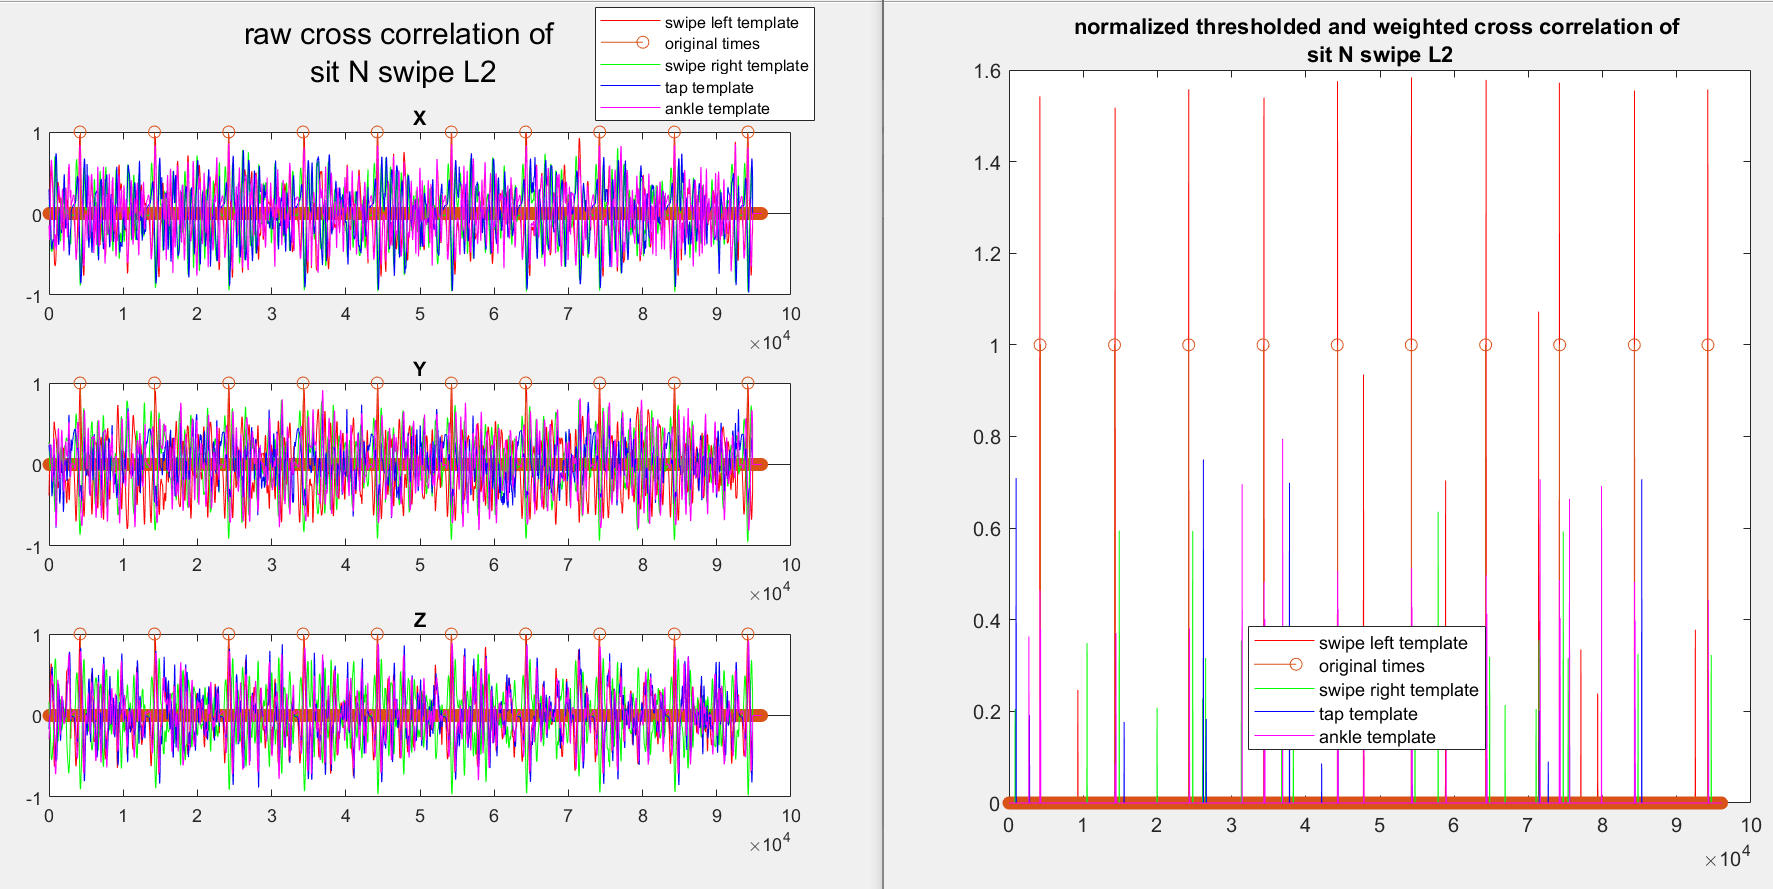 raw cross correlation of
sit N swipe L2
swipe left template
original times
swipe right template
tap template
ankle template
X
1
0
-1
0 1 2 3 4 5 6 7 8 9 10
×10^4
Y
1
0
-1
0 1 2 3 4 5 6 7 8 9 10
×10^4
Z
1
0
-1
0 1 2 3 4 5 6 7 8 9 10
×10^4
normalized thresholded and weighted cross correlation of
sit N swipe L2
1.6
1.4
1.2
1
0.8
0.6
0.4
0.2
0
swipe left template
original times
swipe right template
tap template
ankle template
0 1 2 3 4 5 6 7 8 9 10
×10^4